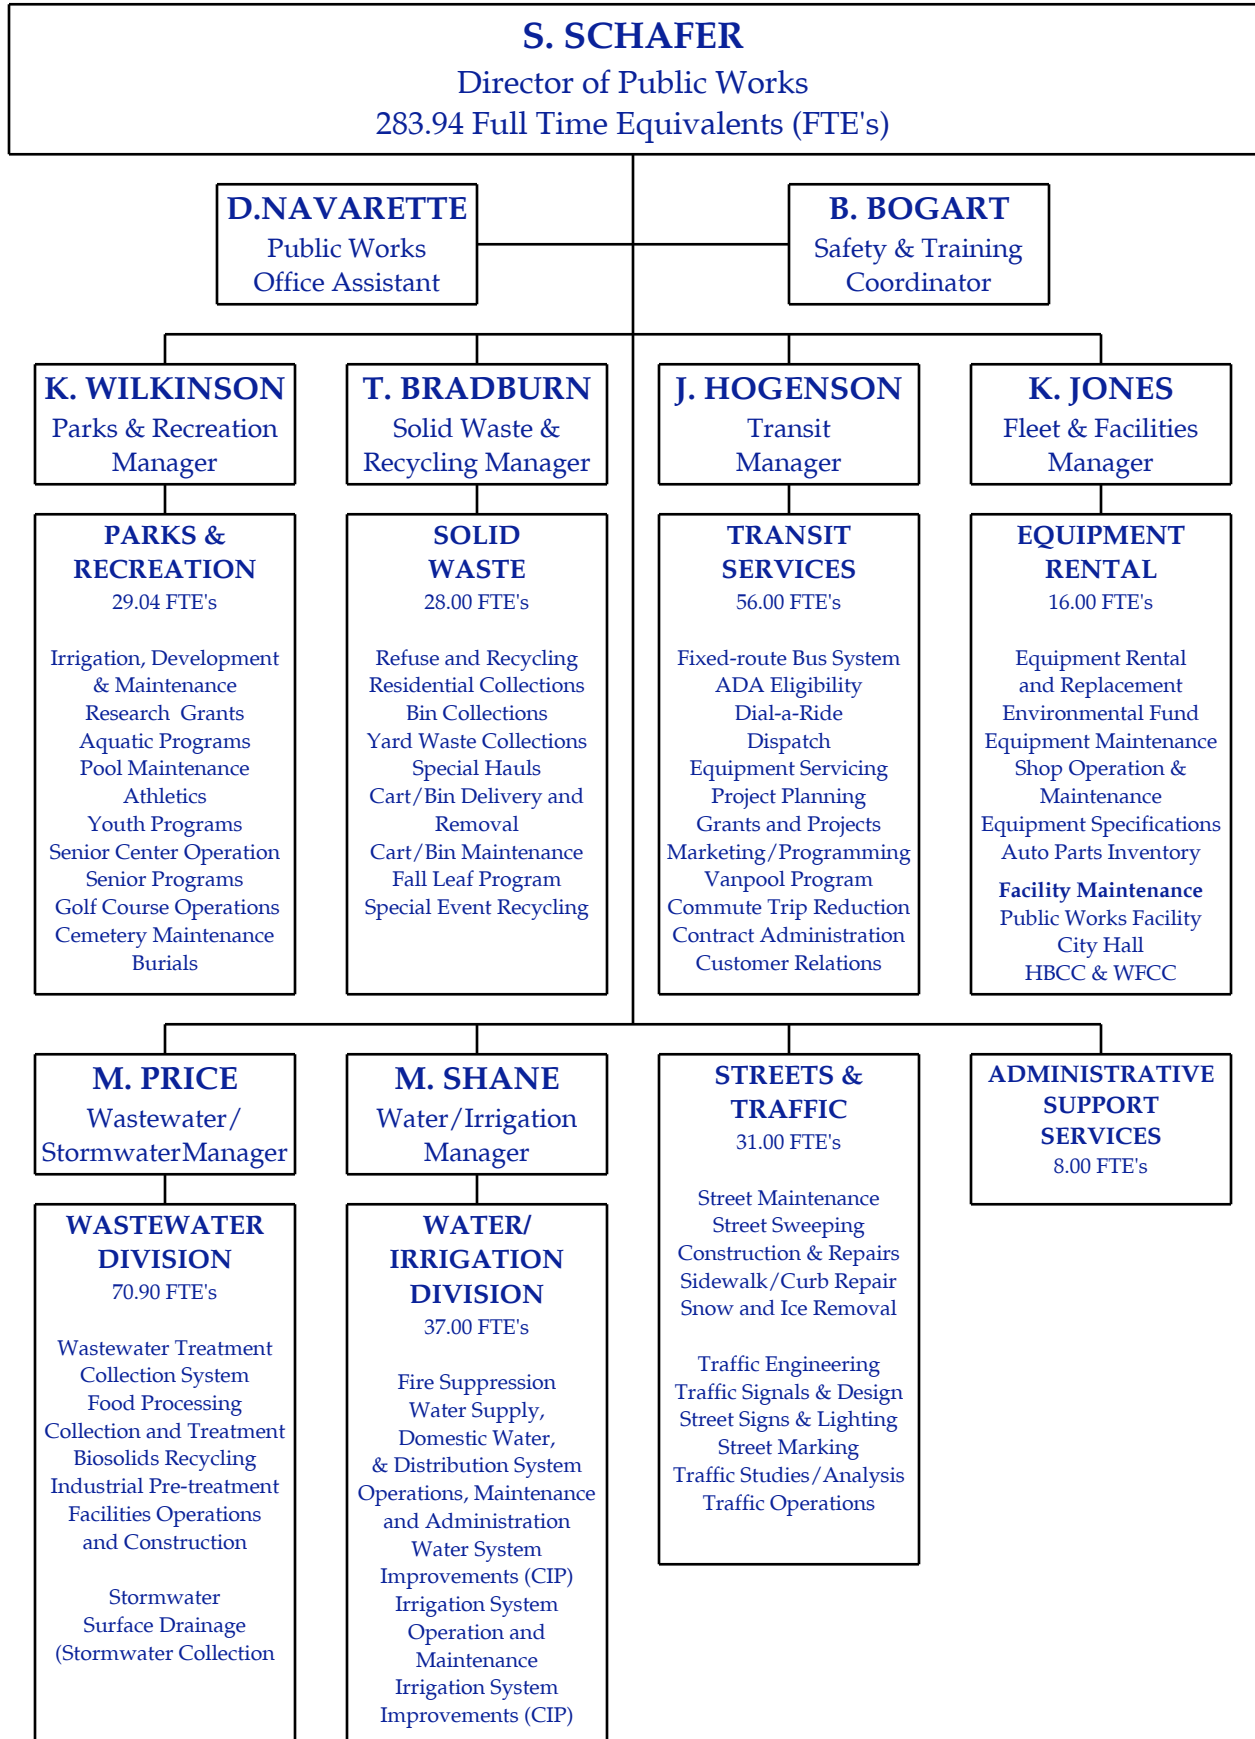 S. SCHAFER
Director of Public Works
283.94 Full Time Equivalents (FTE's)
D.NAVARETTE
Public Works
Office Assistant
B. BOGART
Safety & Training
Coordinator
K. WILKINSON
Parks & Recreation
Manager
T. BRADBURN
Solid Waste &
Recycling Manager
J. HOGENSON
Transit
Manager
K. JONES
Fleet & Facilities
Manager
PARKS &
RECREATION
29.04 FTE's
Irrigation, Development
& Maintenance
Research Grants
Aquatic Programs
Pool Maintenance
Athletics
Youth Programs
Senior Center Operation
Senior Programs
Golf Course Operations
Cemetery Maintenance
Burials
SOLID
WASTE
28.00 FTE's
Refuse and Recycling
Residential Collections
Bin Collections
Yard Waste Collections
Special Hauls
Cart/Bin Delivery and
Removal
Cart/Bin Maintenance
Fall Leaf Program
Special Event Recycling
TRANSIT
SERVICES
56.00 FTE's
Fixed-route Bus System
ADA Eligibility
Dial-a-Ride
Dispatch
Equipment Servicing
Project Planning
Grants and Projects
Marketing/Programming
Vanpool Program
Commute Trip Reduction
Contract Administration
Customer Relations
EQUIPMENT
RENTAL
16.00 FTE's
Equipment Rental
and Replacement
Environmental Fund
Equipment Maintenance
Shop Operation &
Maintenance
Equipment Specifications
Auto Parts Inventory
Facility Maintenance
Public Works Facility
City Hall
HBCC & WFCC
M. PRICE
Wastewater/
StormwaterManager
M. SHANE
Water/Irrigation
Manager
STREETS &
TRAFFIC
31.00 FTE's
Street Maintenance
Street Sweeping
Construction & Repairs
Sidewalk/Curb Repair
Snow and Ice Removal
Traffic Engineering
Traffic Signals & Design
Street Signs & Lighting
Street Marking
Traffic Studies/Analysis
Traffic Operations
ADMINISTRATIVE
SUPPORT
SERVICES
8.00 FTE's
WASTEWATER
DIVISION
70.90 FTE's
Wastewater Treatment
Collection System
Food Processing
Collection and Treatment
Biosolids Recycling
Industrial Pre-treatment
Facilities Operations
and Construction
Stormwater
Surface Drainage
(Stormwater Collection
WATER/
IRRIGATION
DIVISION
37.00 FTE's
Fire Suppression
Water Supply,
Domestic Water,
& Distribution System
Operations, Maintenance
and Administration
Water System
Improvements (CIP)
Irrigation System
Operation and
Maintenance
Irrigation System
Improvements (CIP)